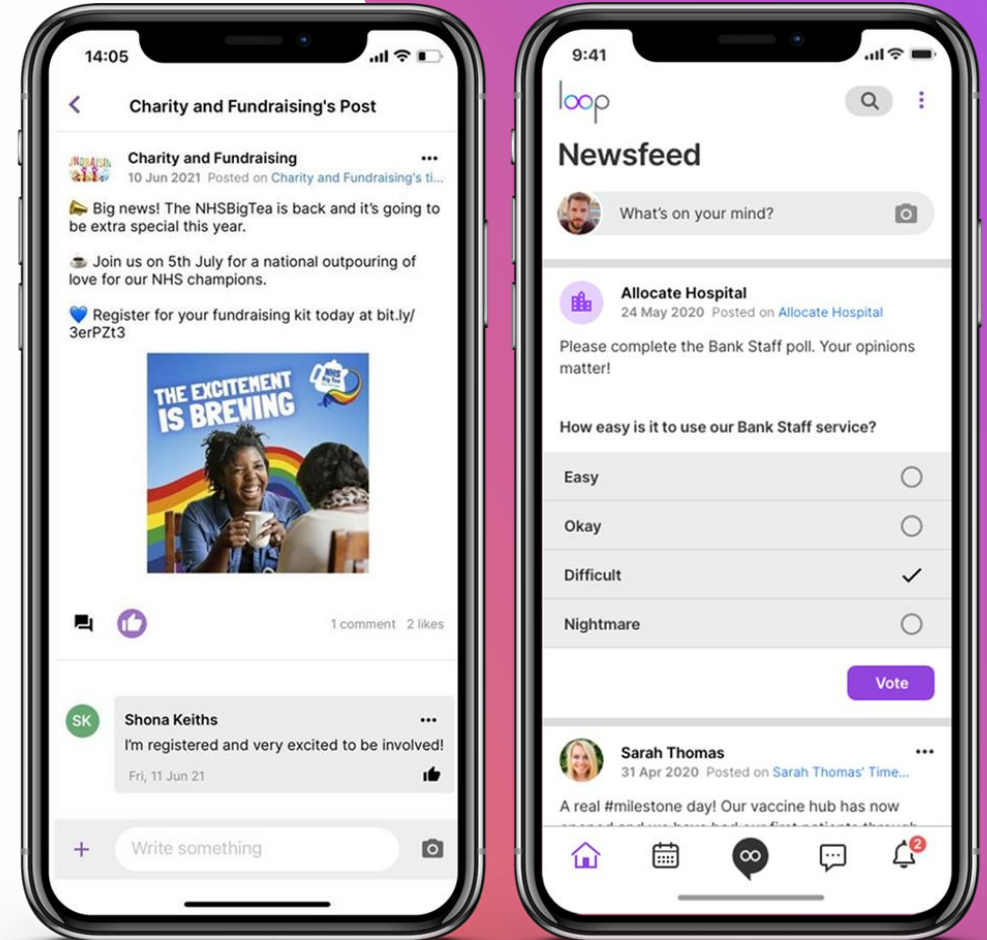 14:05
Charity and Fundraising's Post
Charity and Fundraising
10 Jun 2021 Posted on Charity and Fundraising's ti...
📣 Big news! The NHSBigTea is back and it's going to
be extra special this year.
☕ Join us on 5th July for a national outpouring of
love for our NHS champions.
💙 Register for your fundraising kit today at bit.ly/
3erPZt3
THE EXCITEMENT
IS BREWING
NHS
Big Tea
1 comment 2 likes
SK
Shona Keiths
I'm registered and very excited to be involved!
Fri, 11 Jun 21
Write something
9:41
loop
Newsfeed
What's on your mind?
Allocate Hospital
24 May 2020 Posted on Allocate Hospital
Please complete the Bank Staff poll. Your opinions
matter!
How easy is it to use our Bank Staff service?
Easy
Okay
Difficult
Nightmare
Vote
Sarah Thomas
31 Apr 2020 Posted on Sarah Thomas' Time...
A real #milestone day! Our vaccine hub has now
2